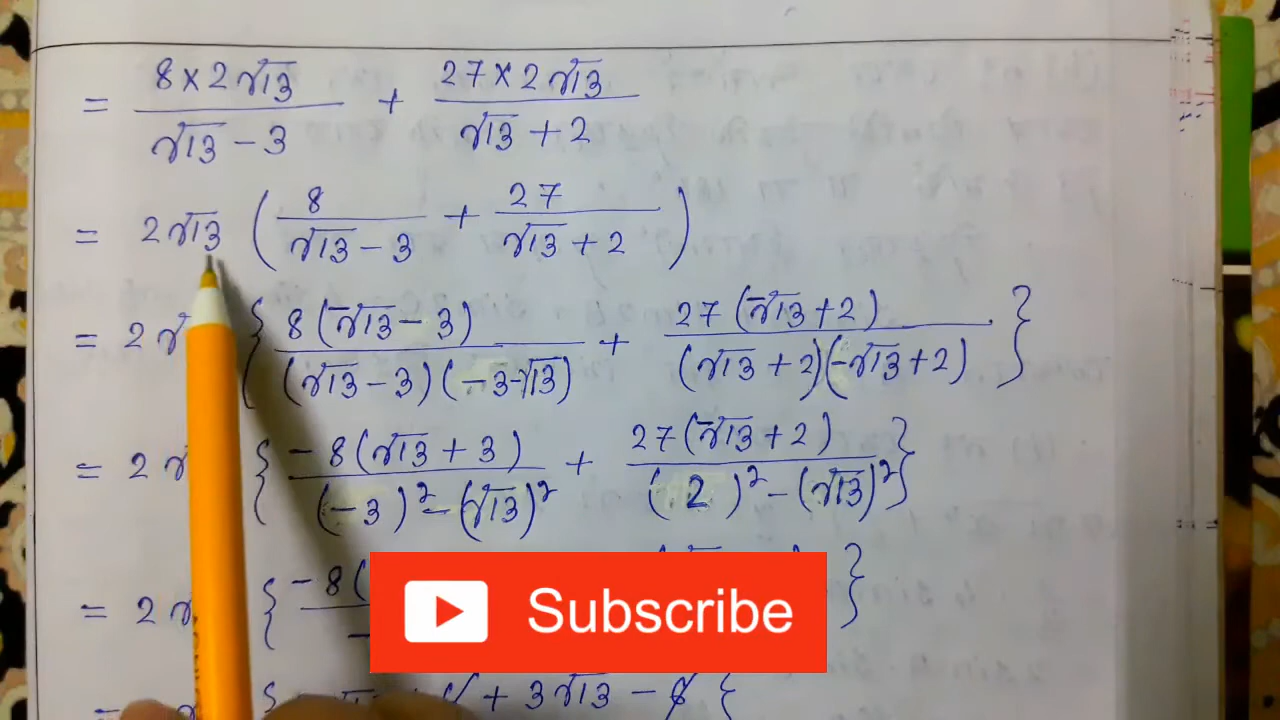 = 8×2√13 / √13 - 3 + 27×2√13 / √13 + 2
= 2√13 ( 8 / √13 - 3 + 27 / √13 + 2 )
= 2√ { 8(-√13 - 3) / (√13 - 3)(-3-√13) + 27(-√13+2) / (√13 + 2)(-√13+2) }
= 2√ { -8(√13 + 3) / (-3)² - (√13)² + 27(-√13+2) / (2)² - (√13)² }
= 2√ { -8( }
Subscribe
+ 3√13 - 6 }